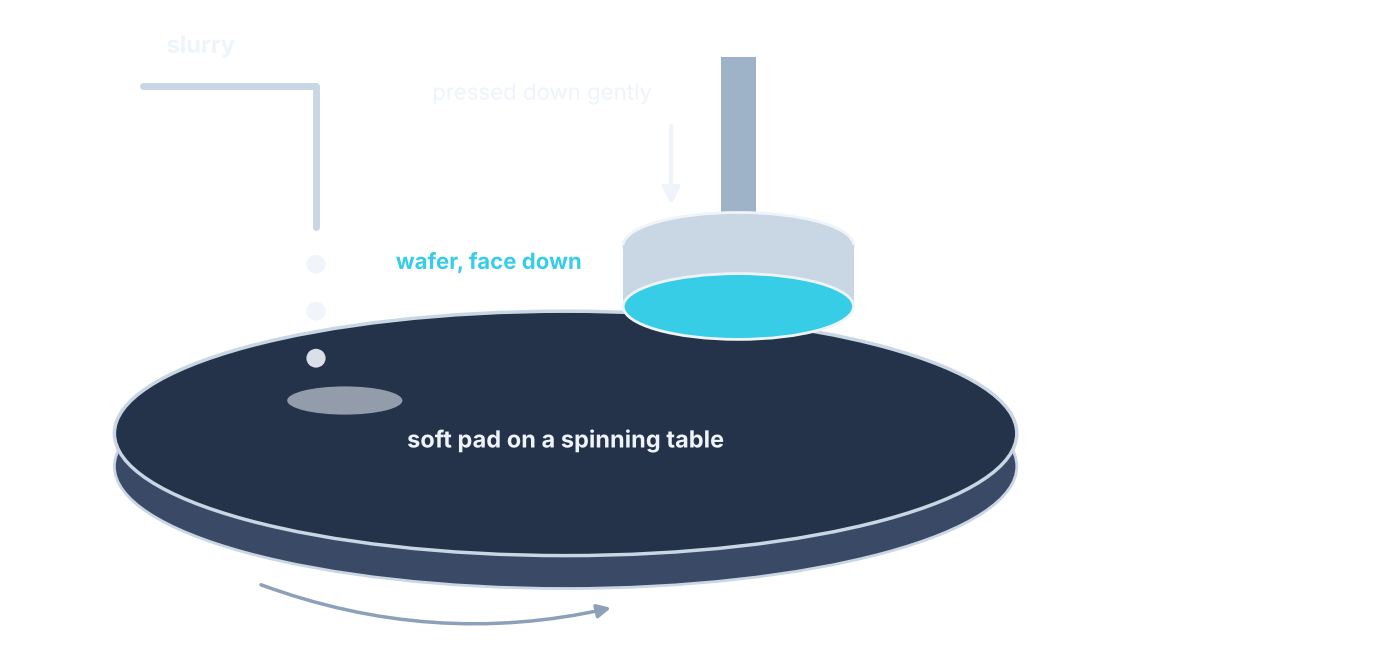 slurry
pressed down gently
wafer, face down
soft pad on a spinning table